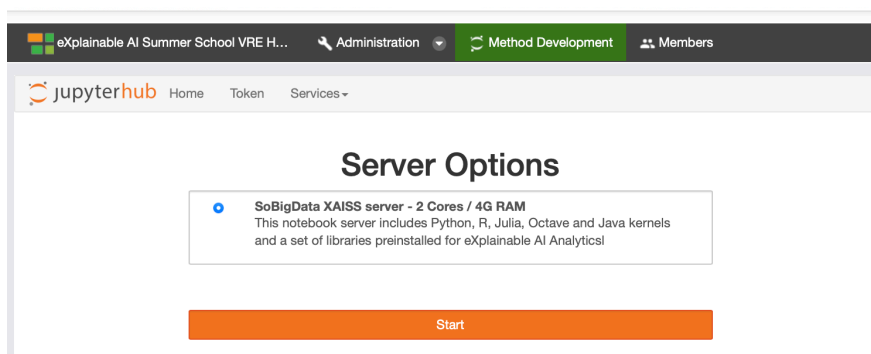 eXplainable AI Summer School VRE H... Administration Method Development Members
jupyterhub Home Token Services
Server Options
SoBigData XAISS server - 2 Cores / 4G RAM
This notebook server includes Python, R, Julia, Octave and Java kernels
and a set of libraries preinstalled for eXplainable AI Analyticsl
Start